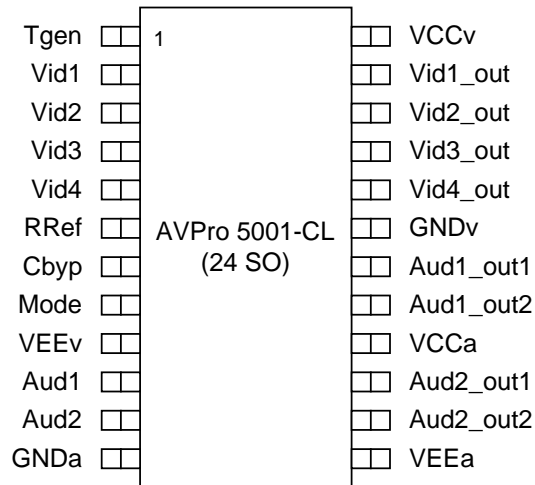 Tgen 1 VCCv
Vid1 Vid1_out
Vid2 Vid2_out
Vid3 Vid3_out
Vid4 Vid4_out
RRef AVPro 5001-CL GNDv
Cbyp (24 SO) Aud1_out1
Mode Aud1_out2
VEEv VCCa
Aud1 Aud2_out1
Aud2 Aud2_out2
GNDa VEEa